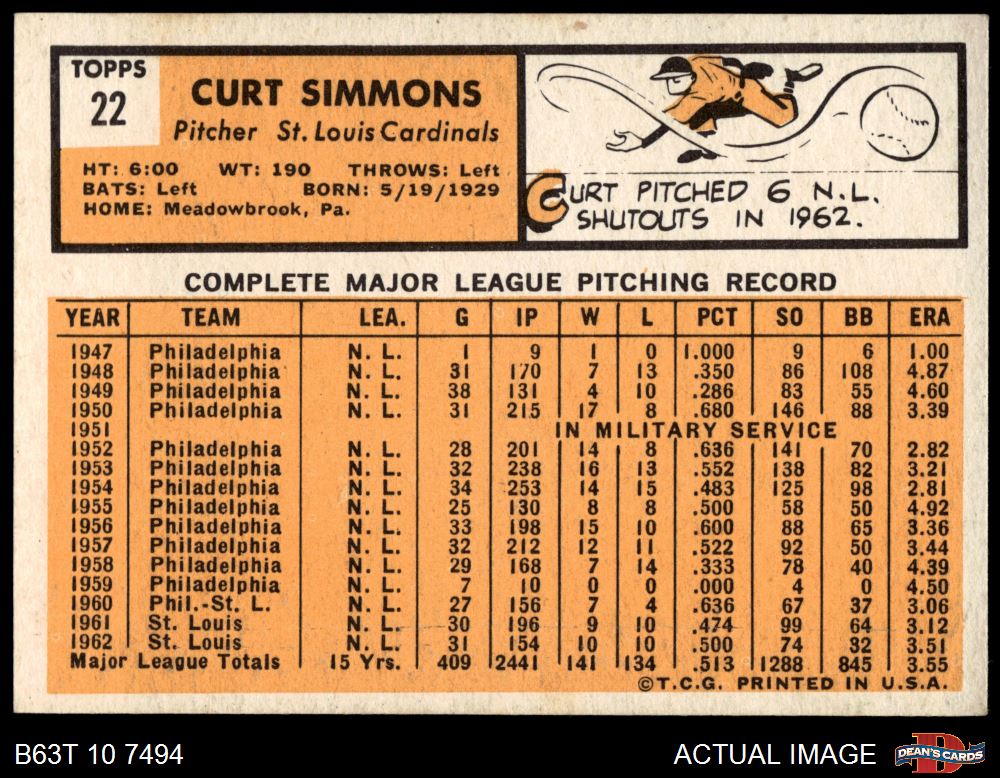 TOPPS
22
CURT SIMMONS
Pitcher St. Louis Cardinals
HT: 6:00 WT: 190 THROWS: Left
BATS: Left BORN: 5/19/1929
HOME: Meadowbrook, Pa.
CURT PITCHED 6 N.L.
SHUTOUTS IN 1962.
COMPLETE MAJOR LEAGUE PITCHING RECORD
YEAR TEAM LEA. G IP W L PCT SO BB ERA
1947 Philadelphia N. L. 1 9 1 0 1.000 9 6 1.00
1948 Philadelphia N. L. 31 170 7 13 .350 86 108 4.87
1949 Philadelphia N. L. 38 131 4 10 .286 83 55 4.60
1950 Philadelphia N. L. 31 215 17 8 .680 146 88 3.39
1951 IN MILITARY SERVICE
1952 Philadelphia N. L. 28 201 14 8 .636 141 70 2.82
1953 Philadelphia N. L. 32 238 16 13 .552 138 82 3.21
1954 Philadelphia N. L. 34 253 14 15 .483 125 98 2.81
1955 Philadelphia N. L. 25 130 8 8 .500 58 50 4.92
1956 Philadelphia N. L. 33 198 15 10 .600 88 65 3.36
1957 Philadelphia N. L. 32 212 12 11 .522 92 50 3.44
1958 Philadelphia N. L. 29 168 7 14 .333 78 40 4.39
1959 Philadelphia N. L. 7 10 0 0 .000 4 0 4.50
1960 Phil.-St. L. N. L. 27 156 7 4 .636 67 37 3.06
1961 St. Louis N. L. 30 196 9 10 .474 99 64 3.12
1962 St. Louis N. L. 31 154 10 10 .500 74 32 3.51
Major League Totals 15 Yrs. 409 2441 141 134 .513 1288 845 3.55
©T.C.G. PRINTED IN U.S.A.
B63T 10 7494 ACTUAL IMAGE DEAN'S CARDS